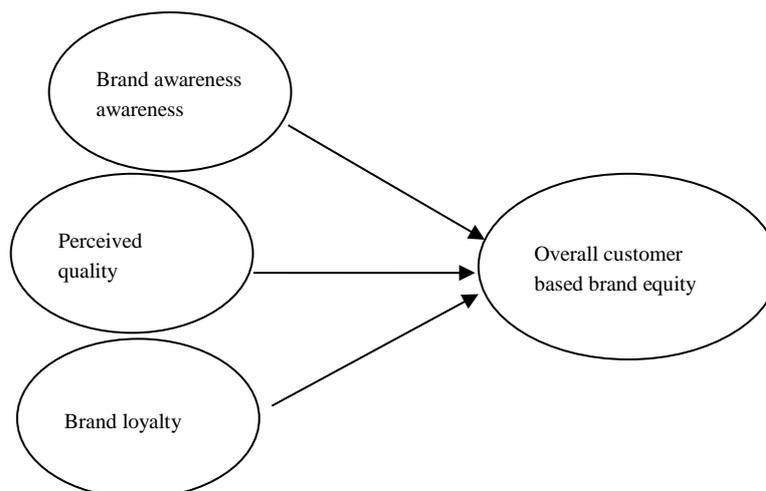 Brand awareness
awareness
Perceived
quality
Overall customer
based brand equity
Brand loyalty